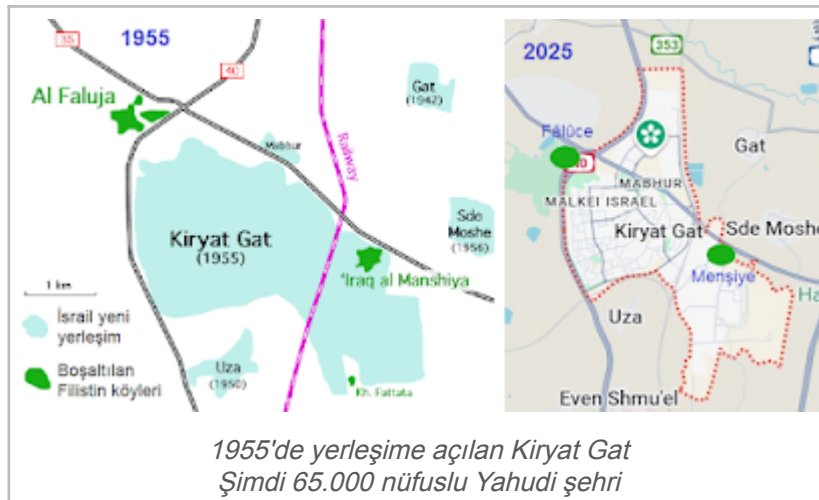 1955
35
40
Al Faluja
Gat
(1942)
Mabhur
Railway
Kiryat Gat
(1955)
Sde
Moshe
(1956)
'Iraq al Manshiya
1 km
İsrail yeni
yerleşim
Uza
(1950)
Boşaltılan
Filistin köyleri
Kh. Fattata
2025
353
Fâlûce
Gat
MABHUR
MALKEI ISRAEL
Kiryat Gat
Sde Moshe
Menşiye
Ha
Uza
Even Shmu'el
1955'de yerleşime açılan Kiryat Gat
Şimdi 65.000 nüfuslu Yahudi şehri